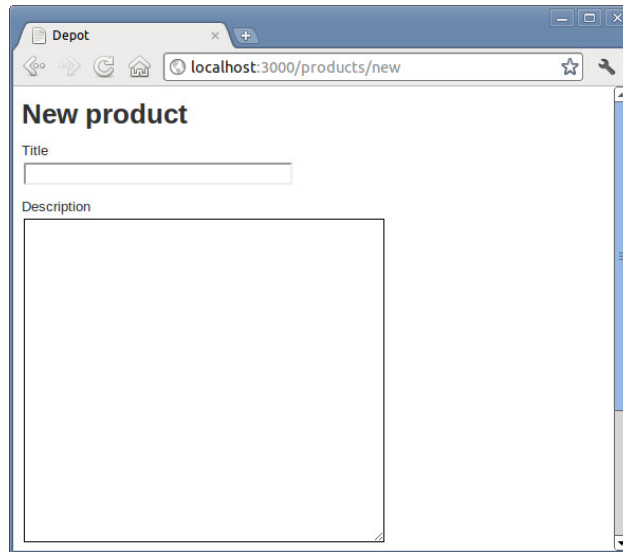 Depot
localhost:3000/products/new
New product
Title
Description